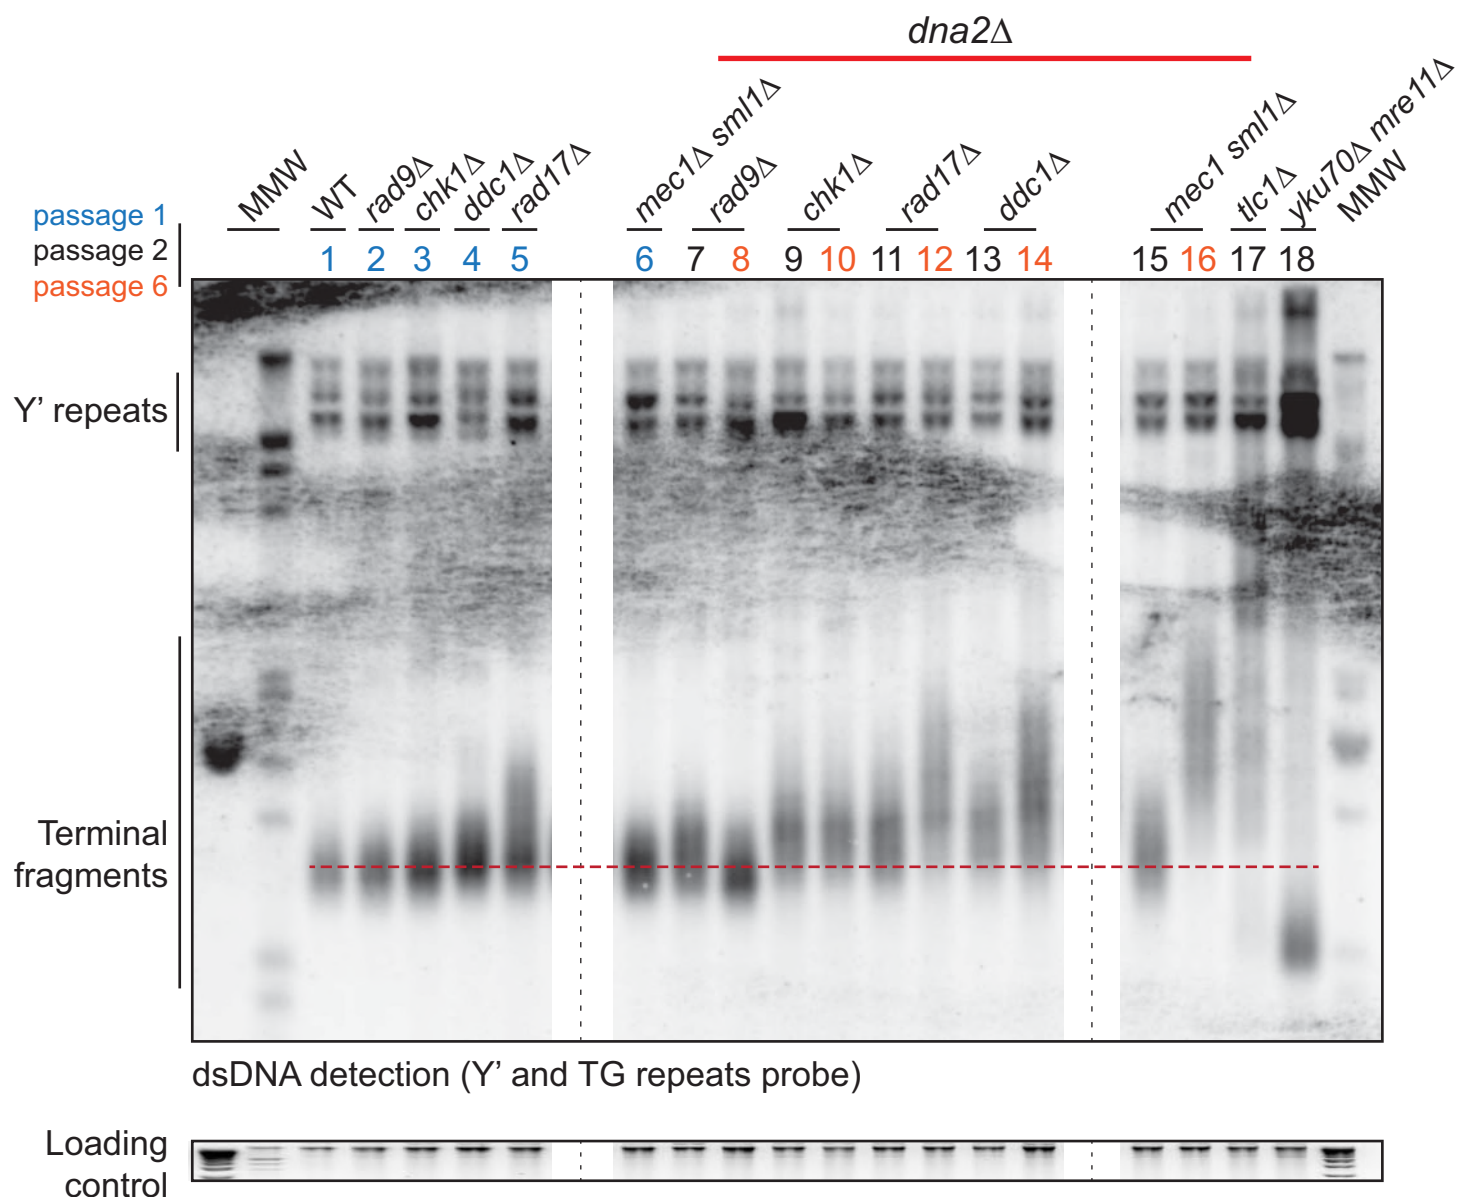 dna2Δ
MMW
WT
rad9Δ
chk1Δ
ddc1Δ
rad17Δ
mec1Δ sml1Δ
rad9Δ
chk1Δ
rad17Δ
ddc1Δ
mec1 sml1Δ
tlc1Δ
yku70Δ mre11Δ
MMW
passage 1
passage 2
passage 6
1 2 3 4 5 6 7 8 9 10 11 12 13 14 15 16 17 18
Y’ repeats
Terminal
fragments
dsDNA detection (Y’ and TG repeats probe)
Loading
control